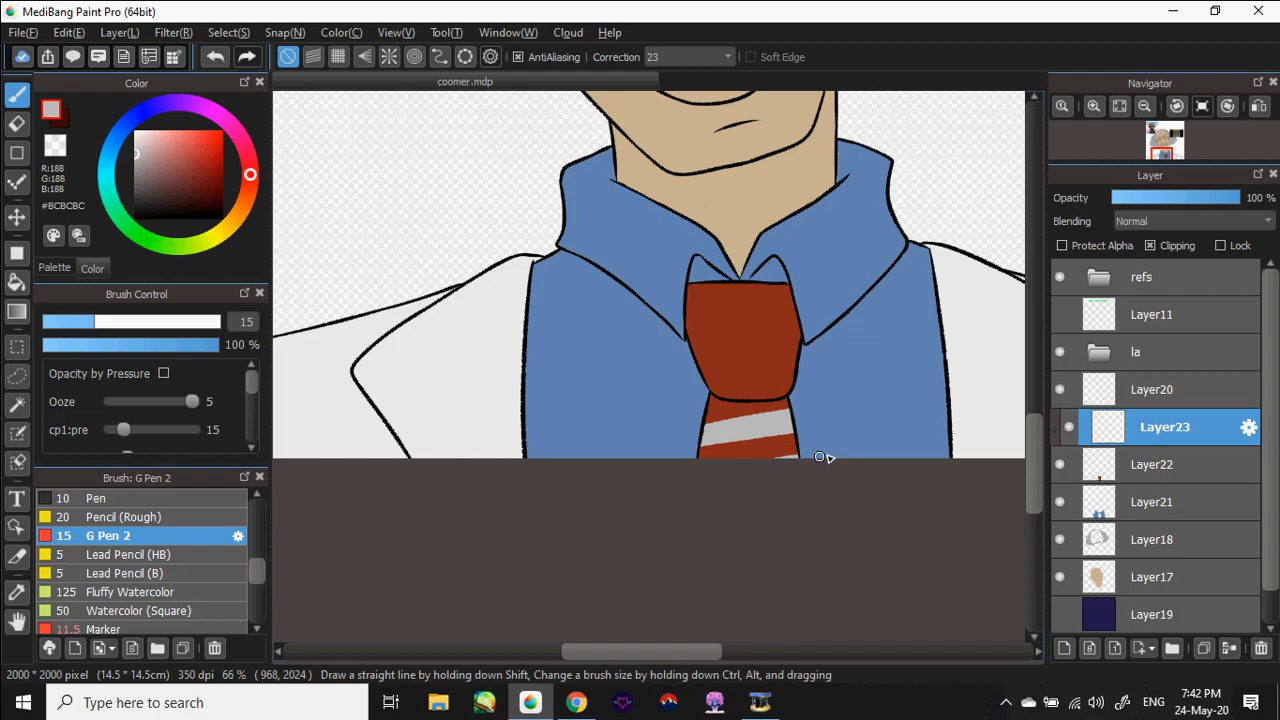 MediBang Paint Pro (64bit)
File(F) Edit(E) Layer(L) Filter(R) Select(S) Snap(N) Color(C) View(V) Tool(T) Window(W) Cloud Help
AntiAliasing Correction 23 Soft Edge
coomer.mdp
Color
R:188
G:188
B:188
#BCBCBC
Palette Color
Brush Control
15
100 %
Opacity by Pressure
Ooze 5
cp1:pre 15
Brush: G Pen 2
10 Pen
20 Pencil (Rough)
15 G Pen 2
5 Lead Pencil (HB)
5 Lead Pencil (B)
125 Fluffy Watercolor
50 Watercolor (Square)
11.5 Marker
Navigator
Layer
Opacity 100 %
Blending Normal
Protect Alpha Clipping Lock
refs
Layer11
la
Layer20
Layer23
Layer22
Layer21
Layer18
Layer17
Layer19
2000 * 2000 pixel (14.5 * 14.5cm) 350 dpi 66 % ( 968, 2024 ) Draw a straight line by holding down Shift, Change a brush size by holding down Ctrl, Alt, and dragging
Type here to search
ENG
7:42 PM
24-May-20